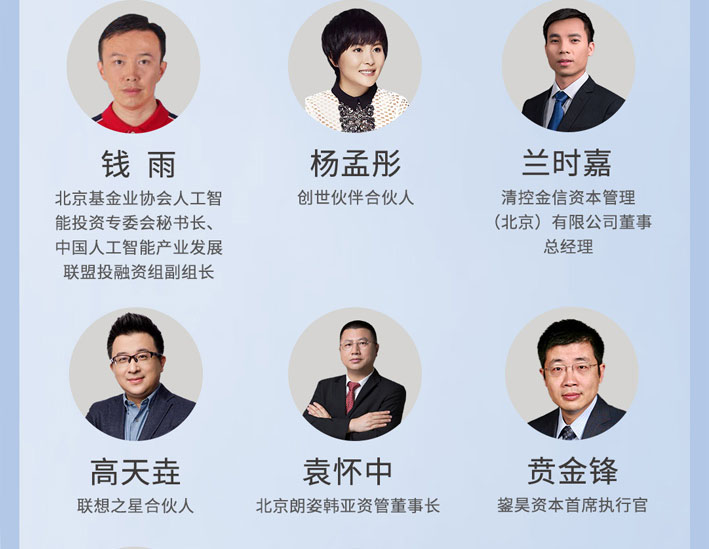 钱 雨
北京基金业协会人工智
能投资专委会秘书长、
中国人工智能产业发展
联盟投融资组副组长
杨孟彤
创世伙伴合伙人
兰时嘉
清控金信资本管理
（北京）有限公司董事
总经理
高天垚
联想之星合伙人
袁怀中
北京朗姿韩亚资管董事长
贲金锋
鋆昊资本首席执行官